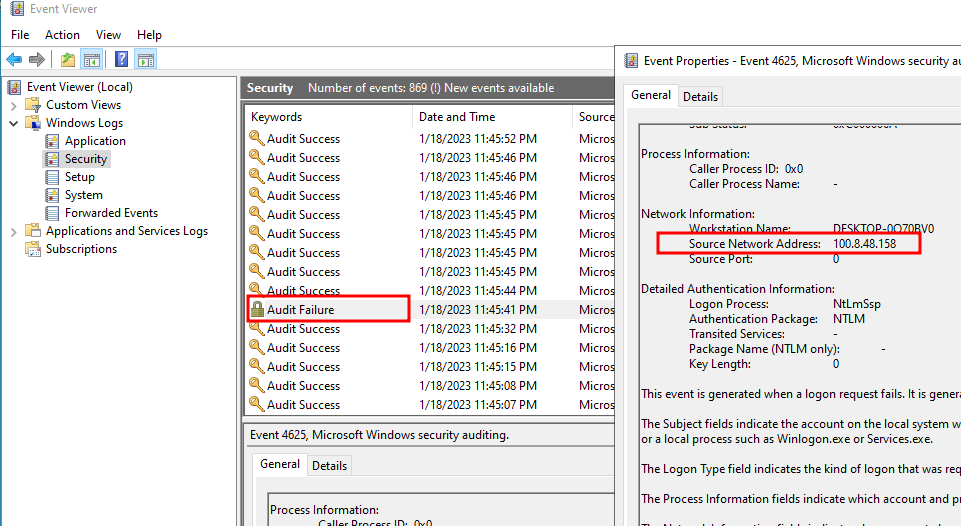 Event Viewer
File Action View Help
Event Viewer (Local)
Custom Views
Windows Logs
Application
Security
Setup
System
Forwarded Events
Applications and Services Logs
Subscriptions
Security Number of events: 869 (!) New events available
Keywords Date and Time Source
Audit Success 1/18/2023 11:45:52 PM Micros
Audit Success 1/18/2023 11:45:46 PM Micros
Audit Success 1/18/2023 11:45:46 PM Micros
Audit Success 1/18/2023 11:45:46 PM Micros
Audit Success 1/18/2023 11:45:45 PM Micros
Audit Success 1/18/2023 11:45:45 PM Micros
Audit Success 1/18/2023 11:45:45 PM Micros
Audit Success 1/18/2023 11:45:45 PM Micros
Audit Success 1/18/2023 11:45:44 PM Micros
Audit Failure 1/18/2023 11:45:41 PM Micros
Audit Success 1/18/2023 11:45:32 PM Micros
Audit Success 1/18/2023 11:45:16 PM Micros
Audit Success 1/18/2023 11:45:15 PM Micros
Audit Success 1/18/2023 11:45:08 PM Micros
Audit Success 1/18/2023 11:45:07 PM Micros
Event 4625, Microsoft Windows security auditing.
General Details
Process Information:
Caller Process ID: 0x0
Event Properties - Event 4625, Microsoft Windows security au
General Details
Process Information:
Caller Process ID: 0x0
Caller Process Name: -
Network Information:
Workstation Name: DESKTOP-0O70BV0
Source Network Address: 100.8.48.158
Source Port: 0
Detailed Authentication Information:
Logon Process: NtLmSsp
Authentication Package: NTLM
Transited Services: -
Package Name (NTLM only): -
Key Length: 0
This event is generated when a logon request fails. It is genera
The Subject fields indicate the account on the local system w
or a local process such as Winlogon.exe or Services.exe.
The Logon Type field indicates the kind of logon that was req
The Process Information fields indicate which account and pr